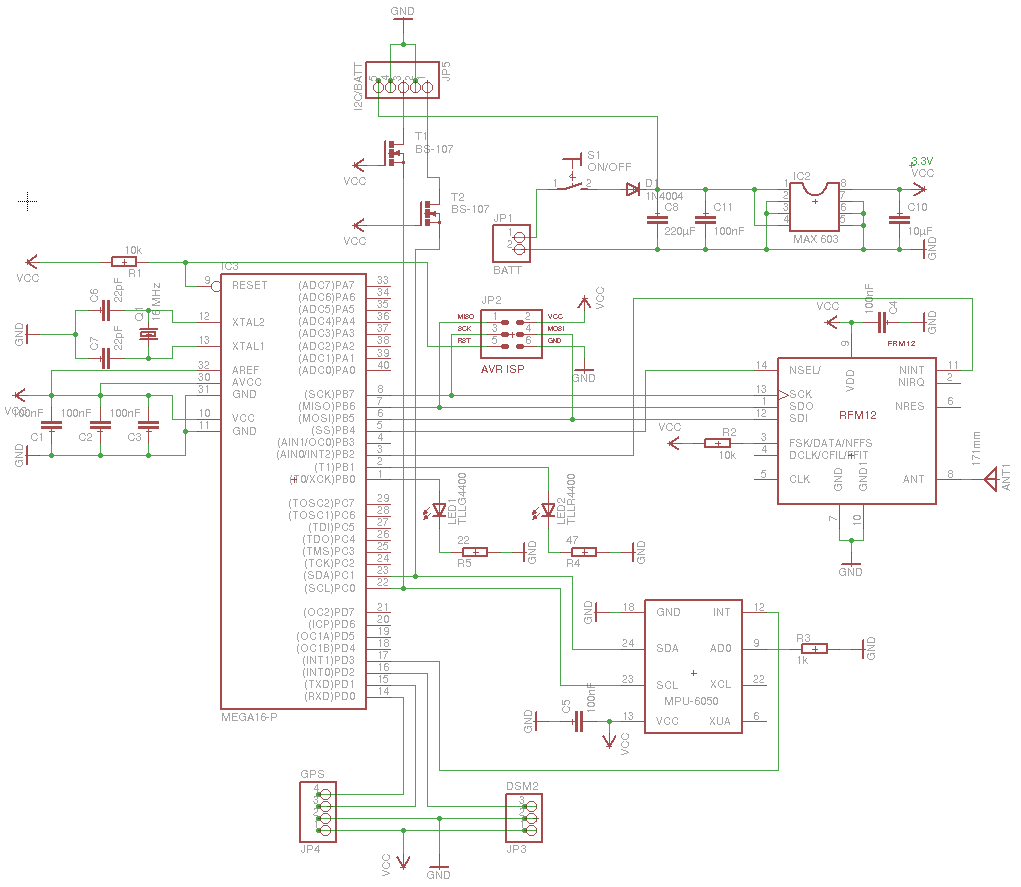 GND
I2C/BATT
5 4 3 2 1
JP5
T1
BS-107
VCC
T2
BS-107
VCC
S1
ON/OFF
1 2
D1
1N4004
JP1
1
2
BATT
C8
220µF
C11
100nF
IC2
1
2
3
4
8
7
6
5
MAX 603
3.3V
VCC
C10
10µF
GND
VCC
10k
R1
IC3
C6
22pF
C7
22pF
Q1
16 MHz
GND
9 RESET
12 XTAL2
13 XTAL1
32 AREF
30 AVCC
31 GND
10 VCC
11 GND
VCC
100nF
C1
100nF
C2
100nF
C3
GND
(ADC7)PA7 33
(ADC6)PA6 34
(ADC5)PA5 35
(ADC4)PA4 36
(ADC3)PA3 37
(ADC2)PA2 38
(ADC1)PA1 39
(ADC0)PA0 40
(SCK)PB7 8
(MISO)PB6 7
(MOSI)PB5 6
(SS)PB4 5
(AIN1/OC0)PB3 4
(AIN0/INT2)PB2 3
(T1)PB1 2
(T0/XCK)PB0 1
(TOSC2)PC7 29
(TOSC1)PC6 28
(TDI)PC5 27
(TDO)PC4 26
(TMS)PC3 25
(TCK)PC2 24
(SDA)PC1 23
(SCL)PC0 22
(OC2)PD7 21
(ICP)PD6 20
(OC1A)PD5 19
(OC1B)PD4 18
(INT1)PD3 17
(INT0)PD2 16
(TXD)PD1 15
(RXD)PD0 14
MEGA16-P
JP2
MISO 1 2 VCC
SCK 3 4 MOSI
RST 5 6 GND
AVR ISP
VCC
GND
LED1
TLLG4400
22
R5
GND
LED2
TLLR4400
47
R4
GND
VCC
100nF
C4
GND
FRM12
9
VDD
14 NSEL/
13 SCK
1 SDO
12 SDI
3 FSK/DATA/NFFS
4 DCLK/CFIL/FFIT
5 CLK
RFM12
NINT 11
NIRQ 2
NRES 6
ANT 8
GND
GND1
7
10
GND
VCC
R2
10k
171mm
ANT1
GND
18 GND
24 SDA
23 SCL
13 VCC
INT 12
AD0 9
XCL 22
XUA 6
MPU-6050
R3
1k
GND
GND
C5
100nF
VCC
GPS
4
3
2
1
JP4
DSM2
3
2
1
JP3
VCC
GND